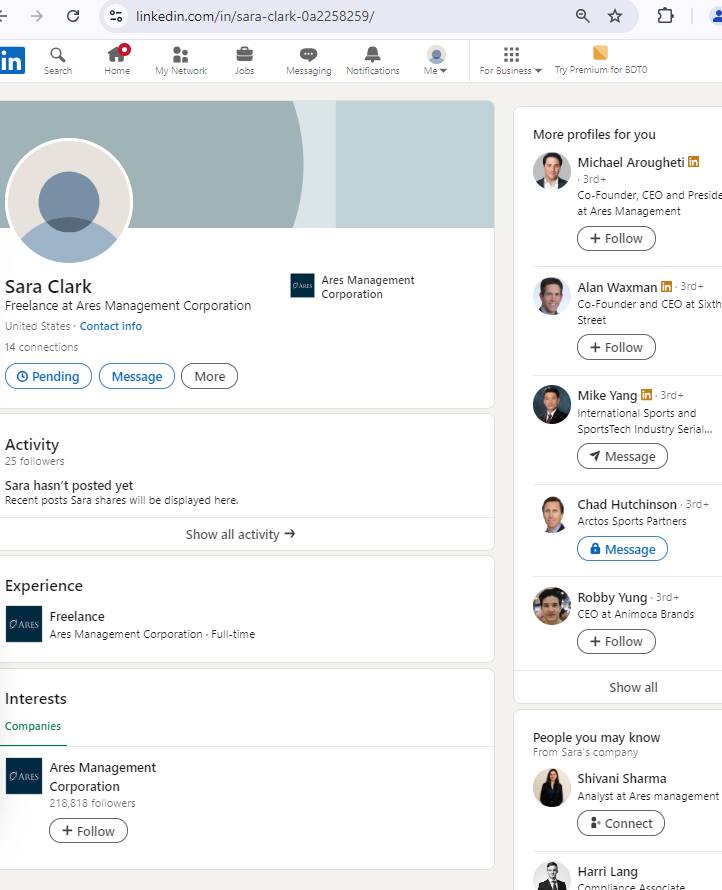 linkedin.com/in/sara-clark-0a2258259/
in
Search
Home
My Network
Jobs
Messaging
Notifications
Me
For Business
Try Premium for BDT0
Sara Clark
Freelance at Ares Management Corporation
United States · Contact info
14 connections
Pending
Message
More
ARES
Ares Management
Corporation
Activity
25 followers
Sara hasn’t posted yet
Recent posts Sara shares will be displayed here.
Show all activity →
Experience
ARES
Freelance
Ares Management Corporation · Full-time
Interests
Companies
ARES
Ares Management
Corporation
218,818 followers
+ Follow
More profiles for you
Michael Arougheti in
· 3rd+
Co-Founder, CEO and Preside
at Ares Management
+ Follow
Alan Waxman in · 3rd+
Co-Founder and CEO at Sixth
Street
+ Follow
Mike Yang in · 3rd+
International Sports and
SportsTech Industry Serial...
Message
Chad Hutchinson · 3rd+
Arctos Sports Partners
Message
Robby Yung · 3rd+
CEO at Animoca Brands
+ Follow
Show all
People you may know
From Sara's company
Shivani Sharma
Analyst at Ares management
Connect
Harri Lang
Compliance Associate